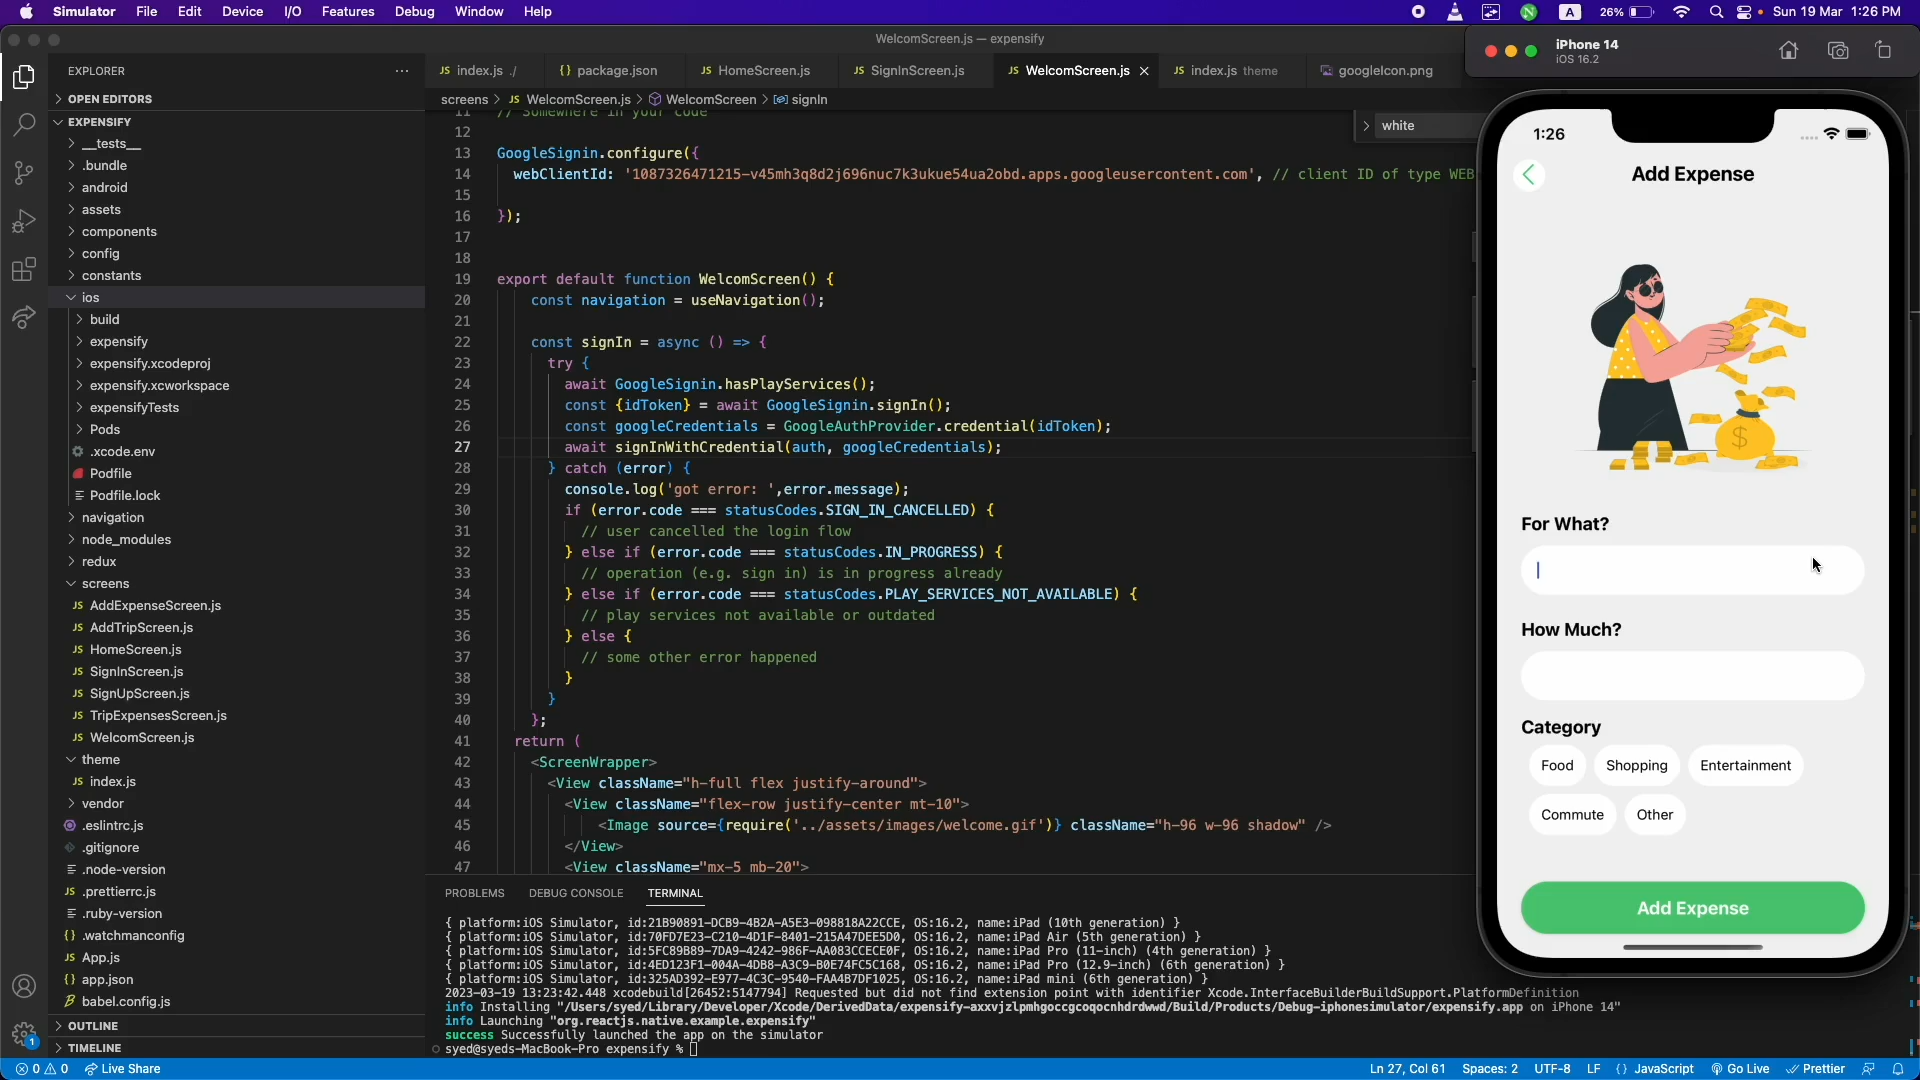 Simulator File Edit Device I/O Features Debug Window Help
A 26% Sun 19 Mar 1:26 PM
WelcomScreen.js — expensify
iPhone 14
iOS 16.2
EXPLORER
index.js ./ package.json HomeScreen.js SignInScreen.js WelcomScreen.js index.js theme googleIcon.png
screens > WelcomScreen.js > WelcomScreen > signIn
white
OPEN EDITORS
EXPENSIFY
__tests__
.bundle
android
assets
components
config
constants
ios
build
expensify
expensify.xcodeproj
expensify.xcworkspace
expensifyTests
Pods
.xcode.env
Podfile
Podfile.lock
navigation
node_modules
redux
screens
AddExpenseScreen.js
AddTripScreen.js
HomeScreen.js
SignInScreen.js
SignUpScreen.js
TripExpensesScreen.js
WelcomScreen.js
theme
index.js
vendor
.eslintrc.js
.gitignore
.node-version
.prettierrc.js
.ruby-version
.watchmanconfig
App.js
app.json
babel.config.js
OUTLINE
TIMELINE
11 // Somewhere in your code
12
13 GoogleSignin.configure({
14 webClientId: '1087326471215-v45mh3q8d2j696nuc7k3ukue54ua2obd.apps.googleusercontent.com', // client ID of type WEB
15
16 });
17
18
19 export default function WelcomScreen() {
20 const navigation = useNavigation();
21
22 const signIn = async () => {
23 try {
24 await GoogleSignin.hasPlayServices();
25 const {idToken} = await GoogleSignin.signIn();
26 const googleCredentials = GoogleAuthProvider.credential(idToken);
27 await signInWithCredential(auth, googleCredentials);
28 } catch (error) {
29 console.log('got error: ',error.message);
30 if (error.code === statusCodes.SIGN_IN_CANCELLED) {
31 // user cancelled the login flow
32 } else if (error.code === statusCodes.IN_PROGRESS) {
33 // operation (e.g. sign in) is in progress already
34 } else if (error.code === statusCodes.PLAY_SERVICES_NOT_AVAILABLE) {
35 // play services not available or outdated
36 } else {
37 // some other error happened
38 }
39 }
40 };
41 return (
42 <ScreenWrapper>
43 <View className="h-full flex justify-around">
44 <View className="flex-row justify-center mt-10">
45 <Image source={require('../assets/images/welcome.gif')} className="h-96 w-96 shadow" />
46 </View>
47 <View className="mx-5 mb-20">
PROBLEMS DEBUG CONSOLE TERMINAL
{ platform:iOS Simulator, id:21B90891-DCB9-4B2A-A5E3-098818A22CCE, OS:16.2, name:iPad (10th generation) }
{ platform:iOS Simulator, id:70FD7E23-C210-4D1F-8401-215A47DEE5D0, OS:16.2, name:iPad Air (5th generation) }
{ platform:iOS Simulator, id:5FC89B89-7DA9-4242-986F-AA083CCECE0F, OS:16.2, name:iPad Pro (11-inch) (4th generation) }
{ platform:iOS Simulator, id:4ED123F1-004A-4DB8-A3C9-B0E74FC5C168, OS:16.2, name:iPad Pro (12.9-inch) (6th generation) }
{ platform:iOS Simulator, id:325AD392-E977-4C3C-9540-FAA4B7DF1025, OS:16.2, name:iPad mini (6th generation) }
2023-03-19 13:23:42.448 xcodebuild[26452:5147794] Requested but did not find extension point with identifier Xcode.InterfaceBuilderBuildSupport.PlatformDefinition
info Installing "/Users/syed/Library/Developer/Xcode/DerivedData/expensify-axxvjzlpmhgoccgcoqocnhdrdwwd/Build/Products/Debug-iphonesimulator/expensify.app on iPhone 14"
info Launching "org.reactjs.native.example.expensify"
success Successfully launched the app on the simulator
syed@syeds-MacBook-Pro expensify %
1:26
Add Expense
For What?
How Much?
Category
Food Shopping Entertainment
Commute Other
Add Expense
1
0 0 Live Share Ln 27, Col 61 Spaces: 2 UTF-8 LF {} JavaScript Go Live Prettier